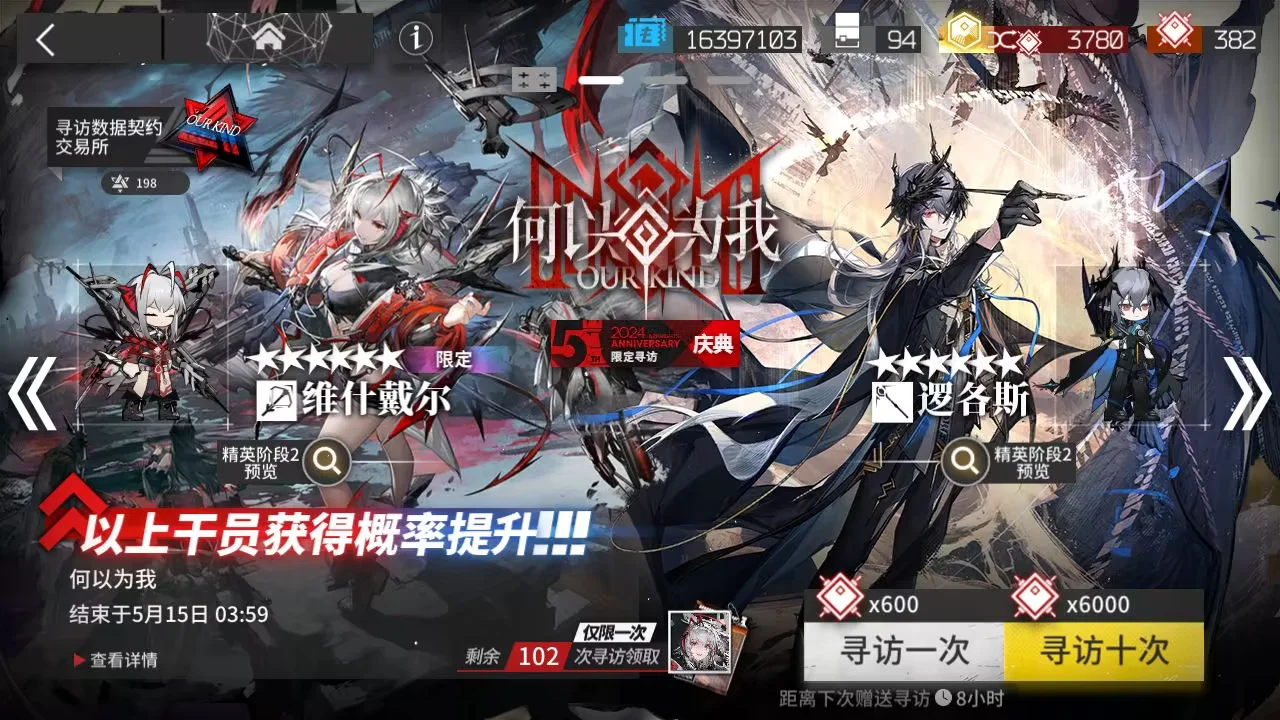 16397103
94
3780
382
寻访数据契约
交易所
OUR KIND
198
何以为我
OUR KIND
5TH
2024
ANNIVERSARY
限定寻访
庆典
★★★★★★
限定
维什戴尔
精英阶段2
预览
★★★★★★
逻各斯
精英阶段2
预览
以上干员获得概率提升!!!
何以为我
结束于5月15日 03:59
查看详情
仅限一次
剩余 102 次寻访领取
x600
x6000
寻访一次
寻访十次
距离下次赠送寻访 8小时